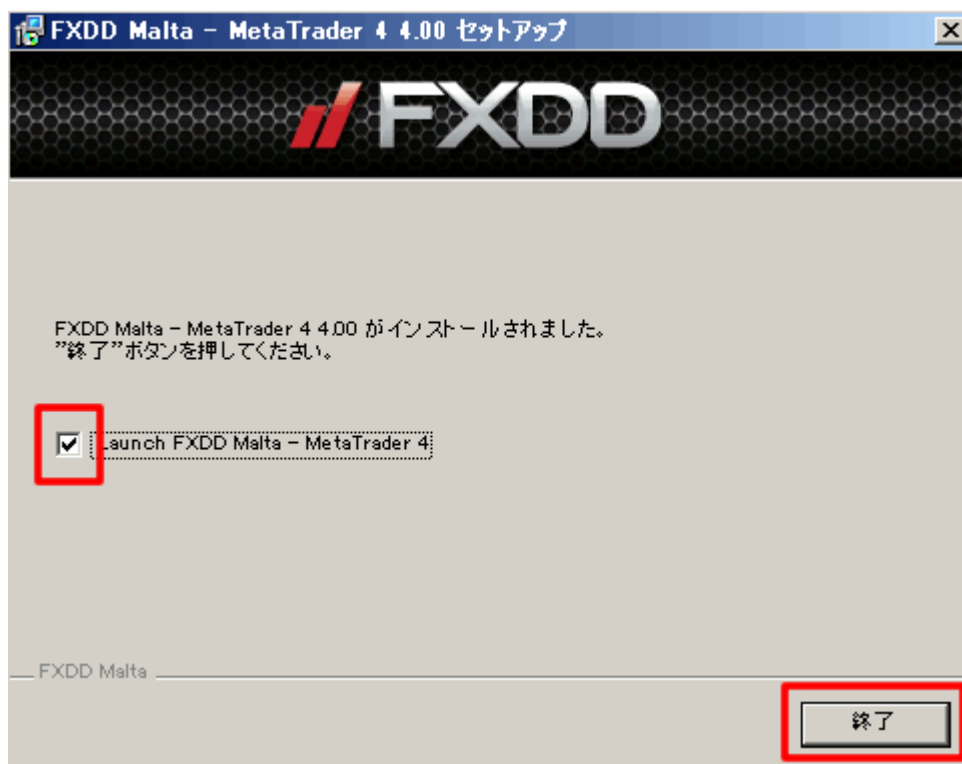 FXDD Malta - MetaTrader 4 4.00 セットアップ
FXDD
FXDD Malta - MetaTrader 4 4.00 がインストールされました。
”終了”ボタンを押してください。
Launch FXDD Malta - MetaTrader 4
FXDD Malta
終了